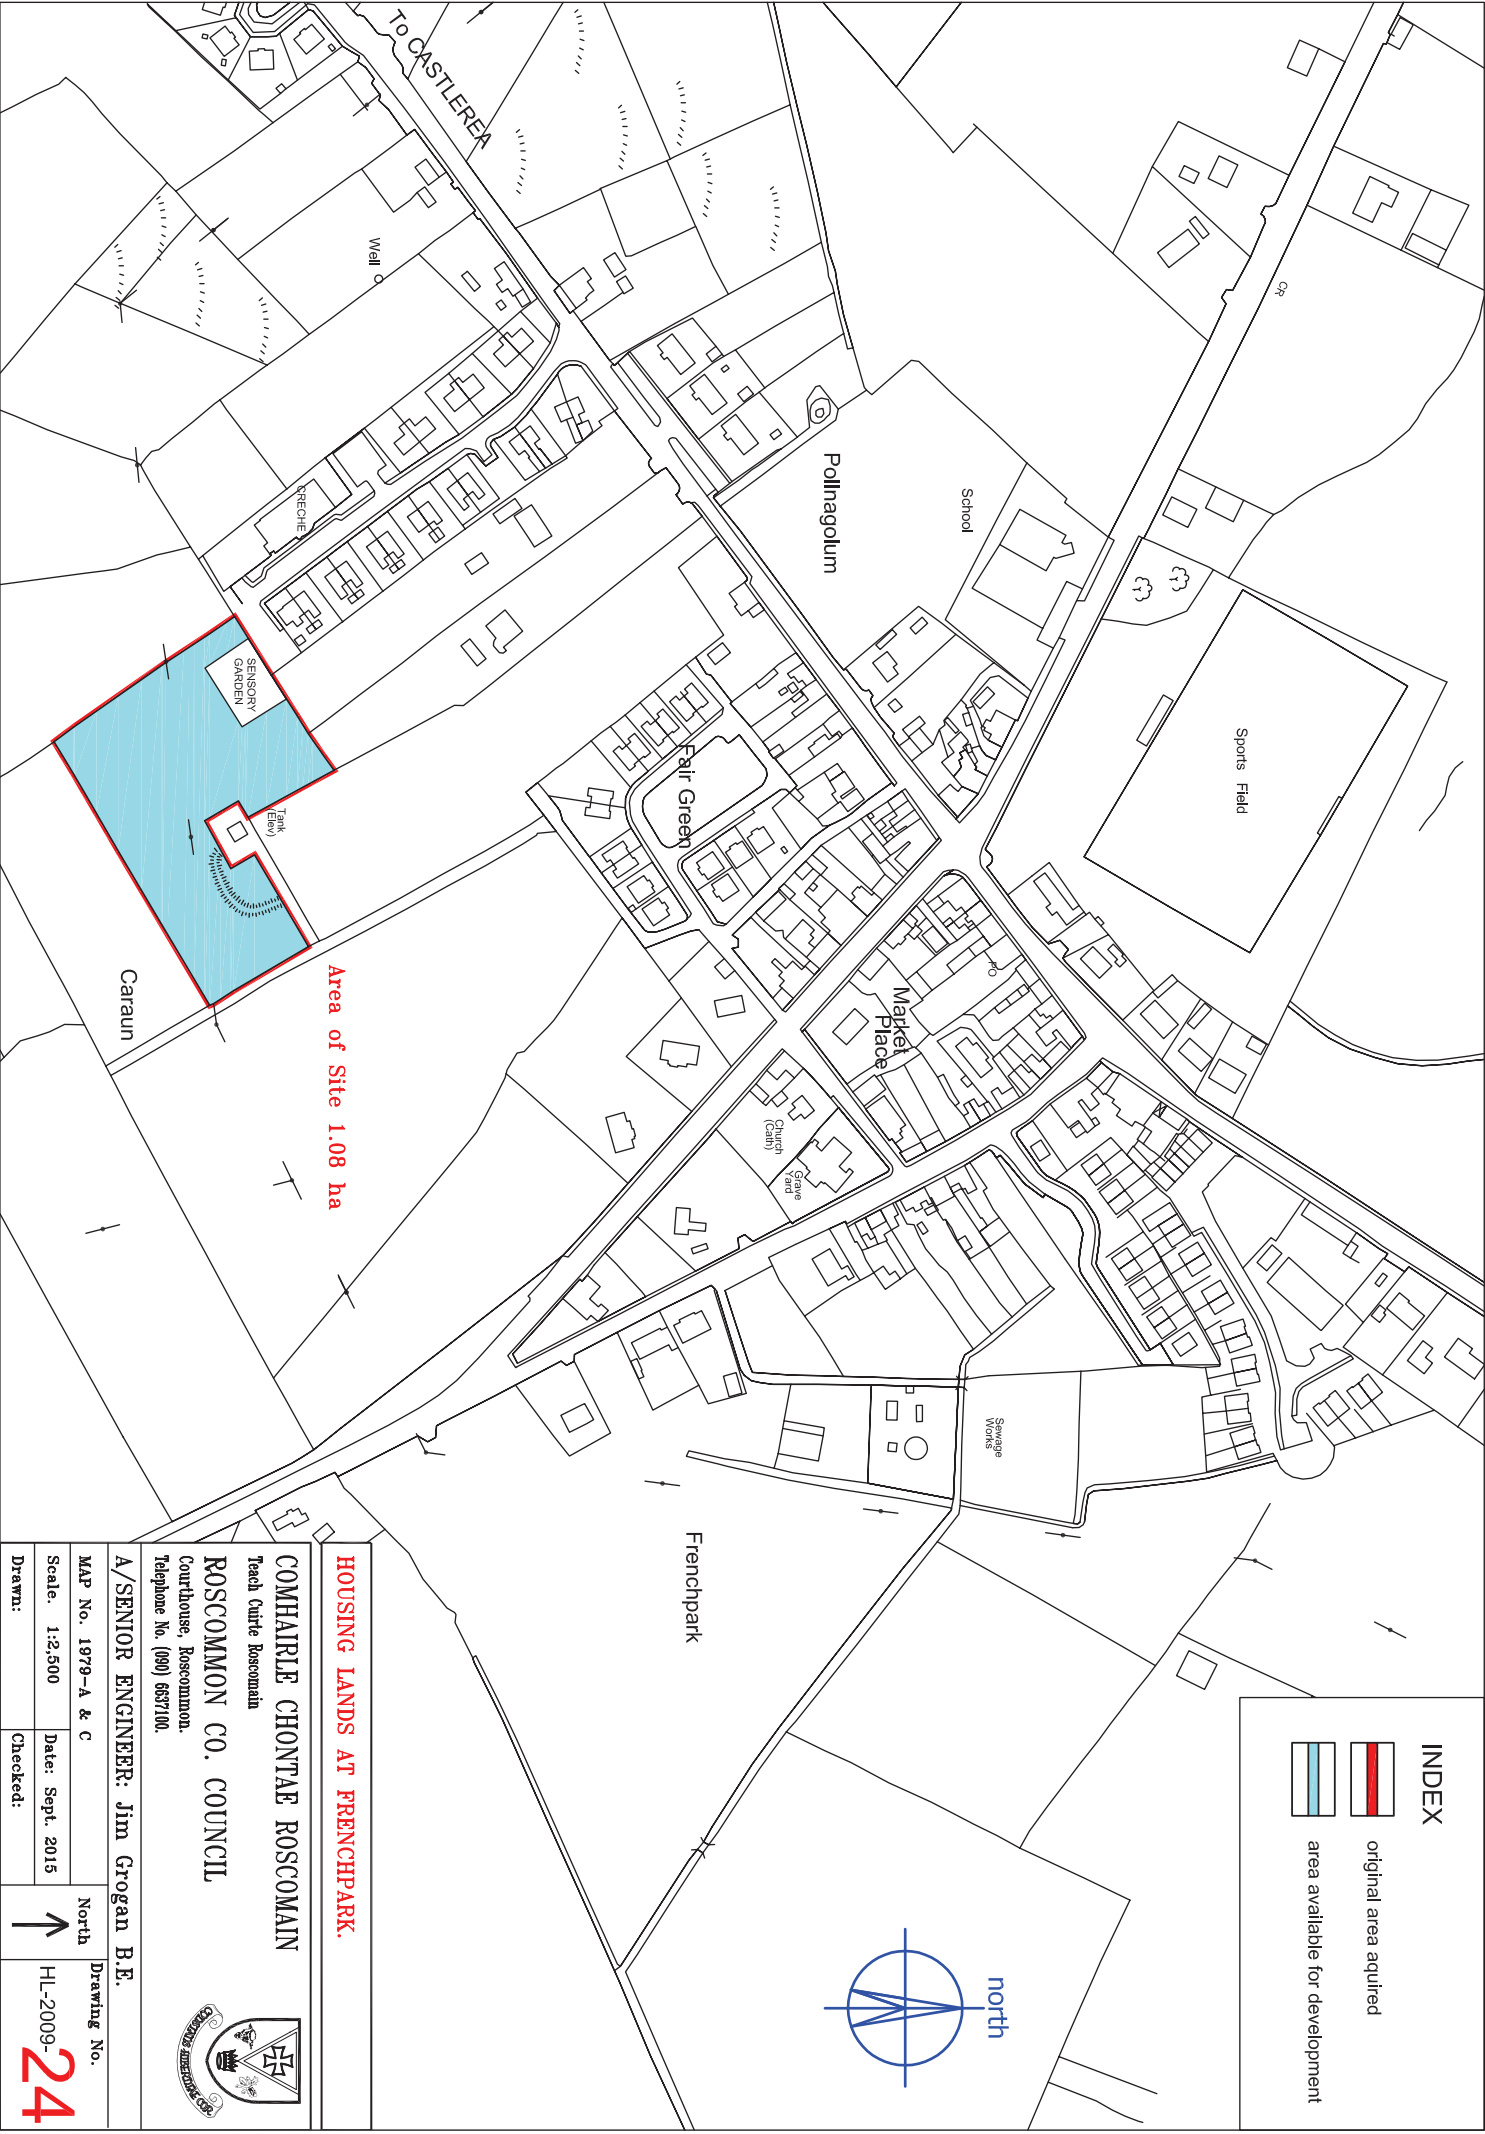 To CASTLEREA
Well
CRECHE
SENSORY
GARDEN
Tank
(Elev)
Caraun
Area of Site 1.08 ha
Pollnagolum
School
CR
Sports Field
Fair Green
PO
Market
Place
Church
(Cath)
Grave
Yard
Sewage
Works
Frenchpark
north
INDEX
original area aquired
area available for development
HOUSING LANDS AT FRENCHPARK.
COMHAIRLE CHONTAE ROSCOMAIN
Teach Cuirte Roscomain
ROSCOMMON CO. COUNCIL
Courthouse, Roscommon.
Telephone No. (090) 6637100.
A/SENIOR ENGINEER: Jim Grogan B.E.
MAP No. 1979-A & C
Scale. 1:2,500
Date: Sept. 2015
Drawn:
Checked:
North
Drawing No.
HL-2009-24